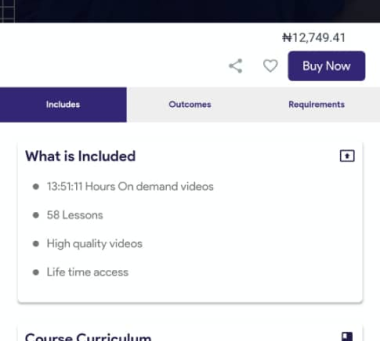 ₦12,749.41
Buy Now
Includes
Outcomes
Requirements
What is Included
13:51:11 Hours On demand videos
58 Lessons
High quality videos
Life time access
Course Curriculum